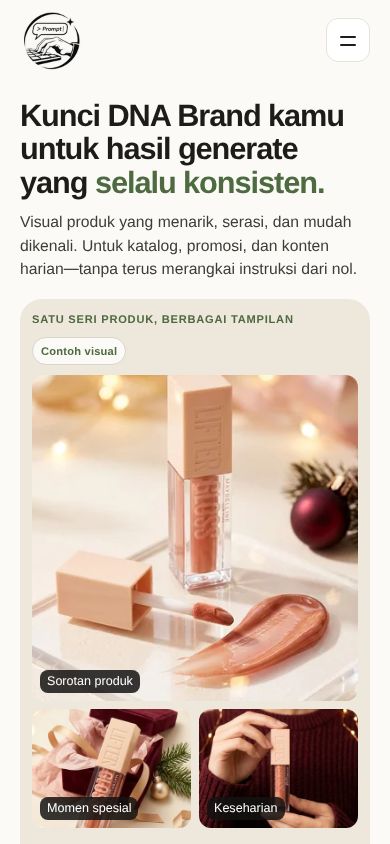 > Prompt|
Kunci DNA Brand kamu
untuk hasil generate
yang selalu konsisten.
Visual produk yang menarik, serasi, dan mudah
dikenali. Untuk katalog, promosi, dan konten
harian—tanpa terus merangkai instruksi dari nol.
SATU SERI PRODUK, BERBAGAI TAMPILAN
Contoh visual
LIFTER
GLOSS
MAYBELLINE
Sorotan produk
LIFTER
Momen spesial
Keseharian